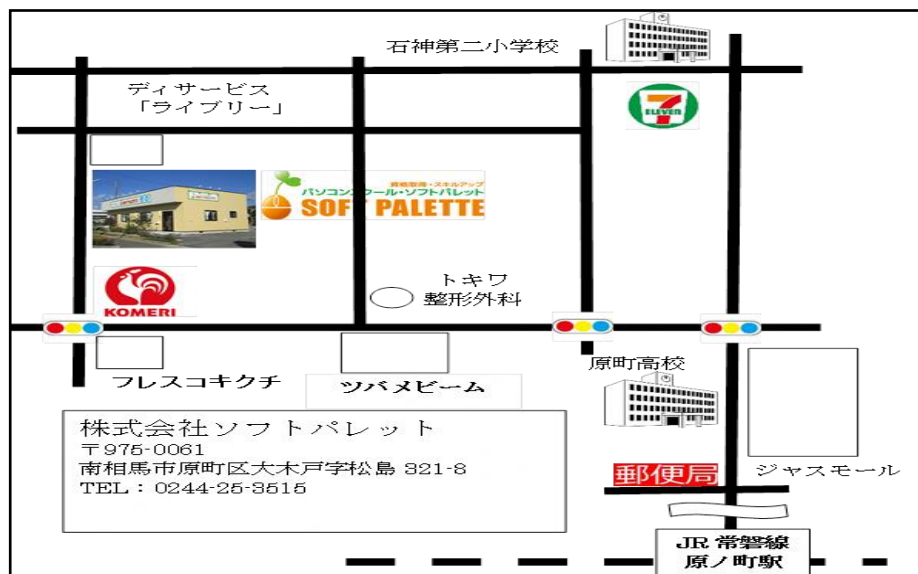 石神第二小学校
ディサービス
「ライブリー」
7
ELEVEN
資格取得・スキルアップ
パソコンスクール・ソフトパレット
SOFT PALETTE
KOMERI
トキワ
整形外科
フレスコキクチ
ツバメビーム
原町高校
株式会社ソフトパレット
〒975-0061
南相馬市原町区大木戸字松島 321-8
TEL：0244-25-3515
郵便局
ジャスモール
JR 常磐線
原ノ町駅